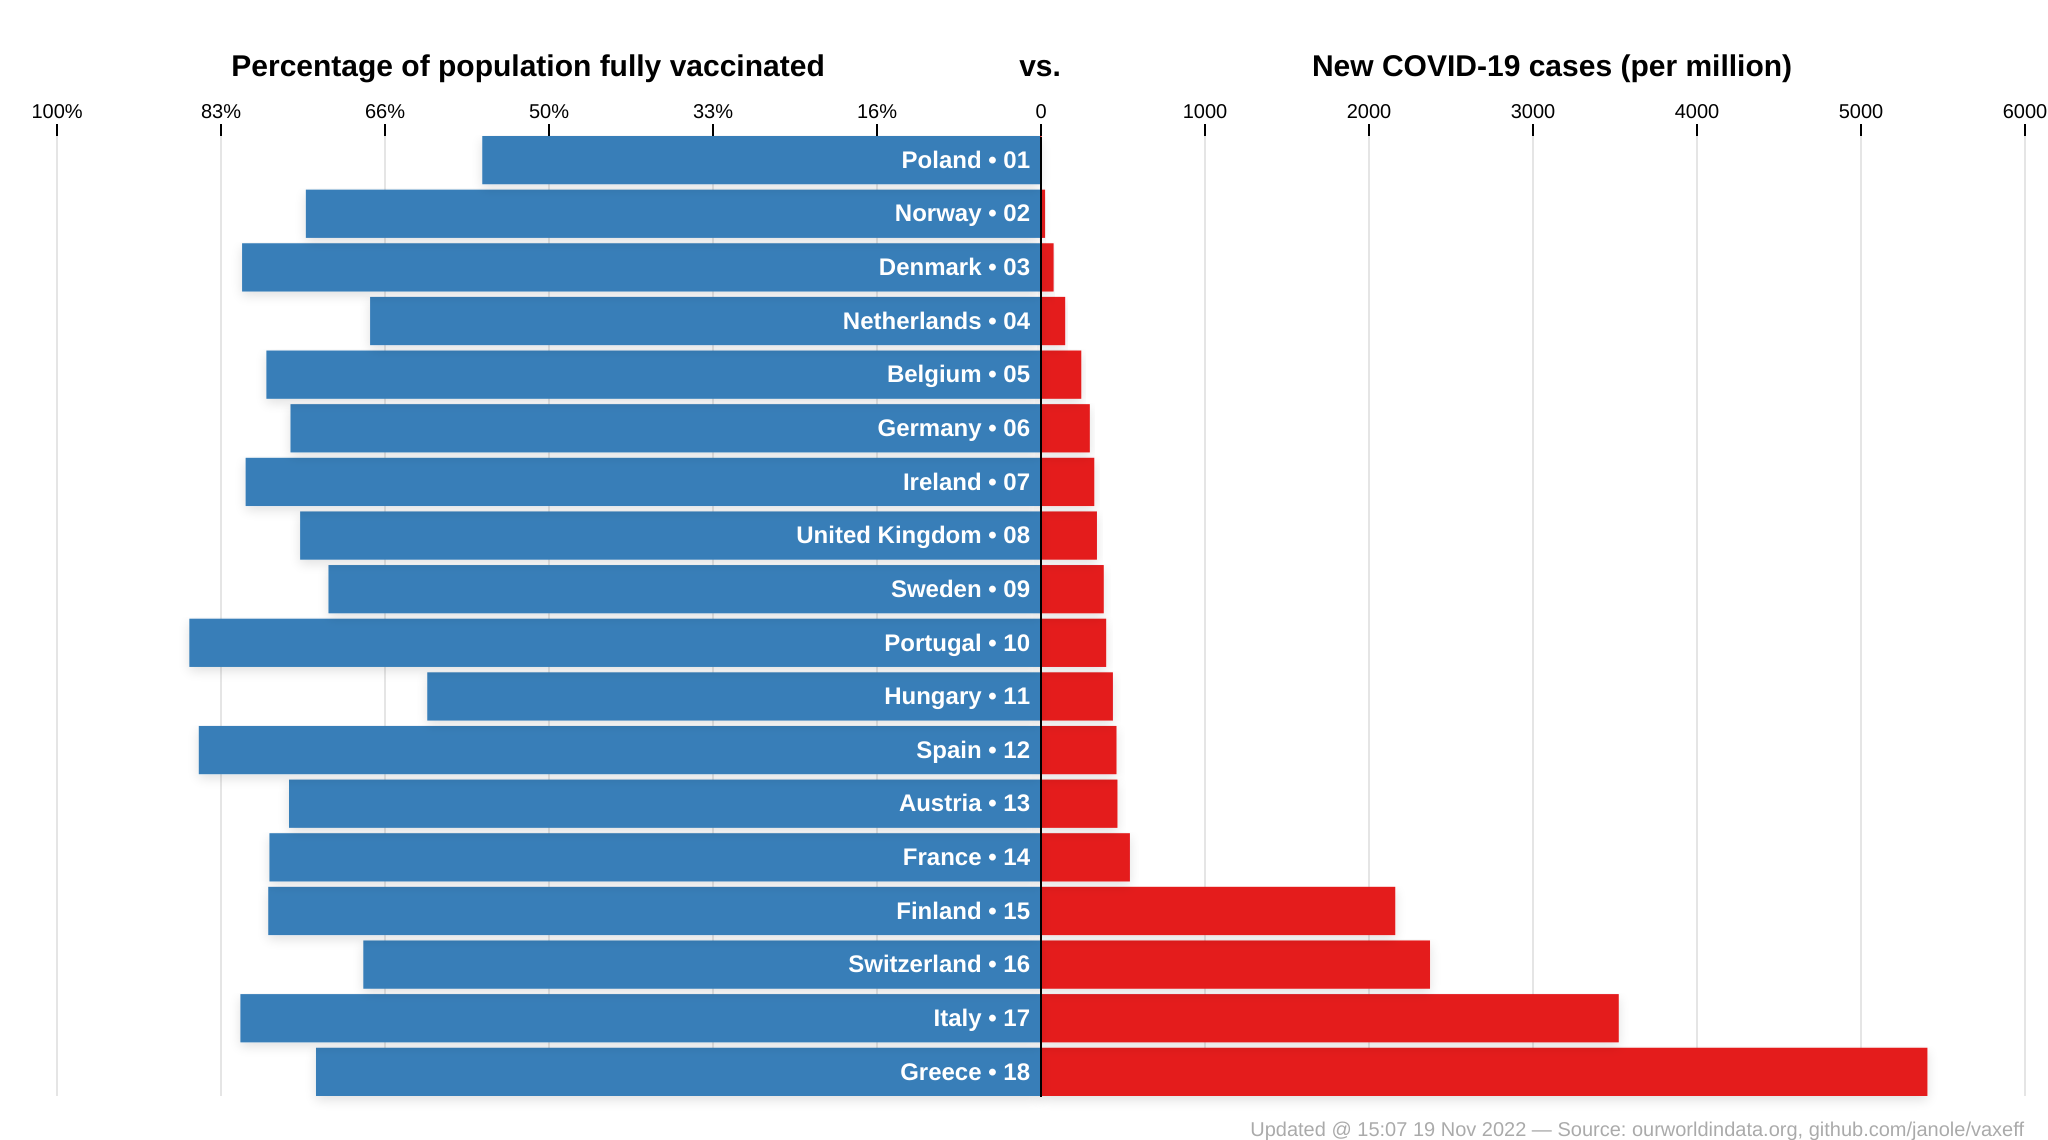 Percentage of population fully vaccinated vs. New COVID-19 cases (per million)
100% 83% 66% 50% 33% 16% 0 1000 2000 3000 4000 5000 6000
Poland • 01
Norway • 02
Denmark • 03
Netherlands • 04
Belgium • 05
Germany • 06
Ireland • 07
United Kingdom • 08
Sweden • 09
Portugal • 10
Hungary • 11
Spain • 12
Austria • 13
France • 14
Finland • 15
Switzerland • 16
Italy • 17
Greece • 18
Updated @ 15:07 19 Nov 2022 — Source: ourworldindata.org, github.com/janole/vaxeff